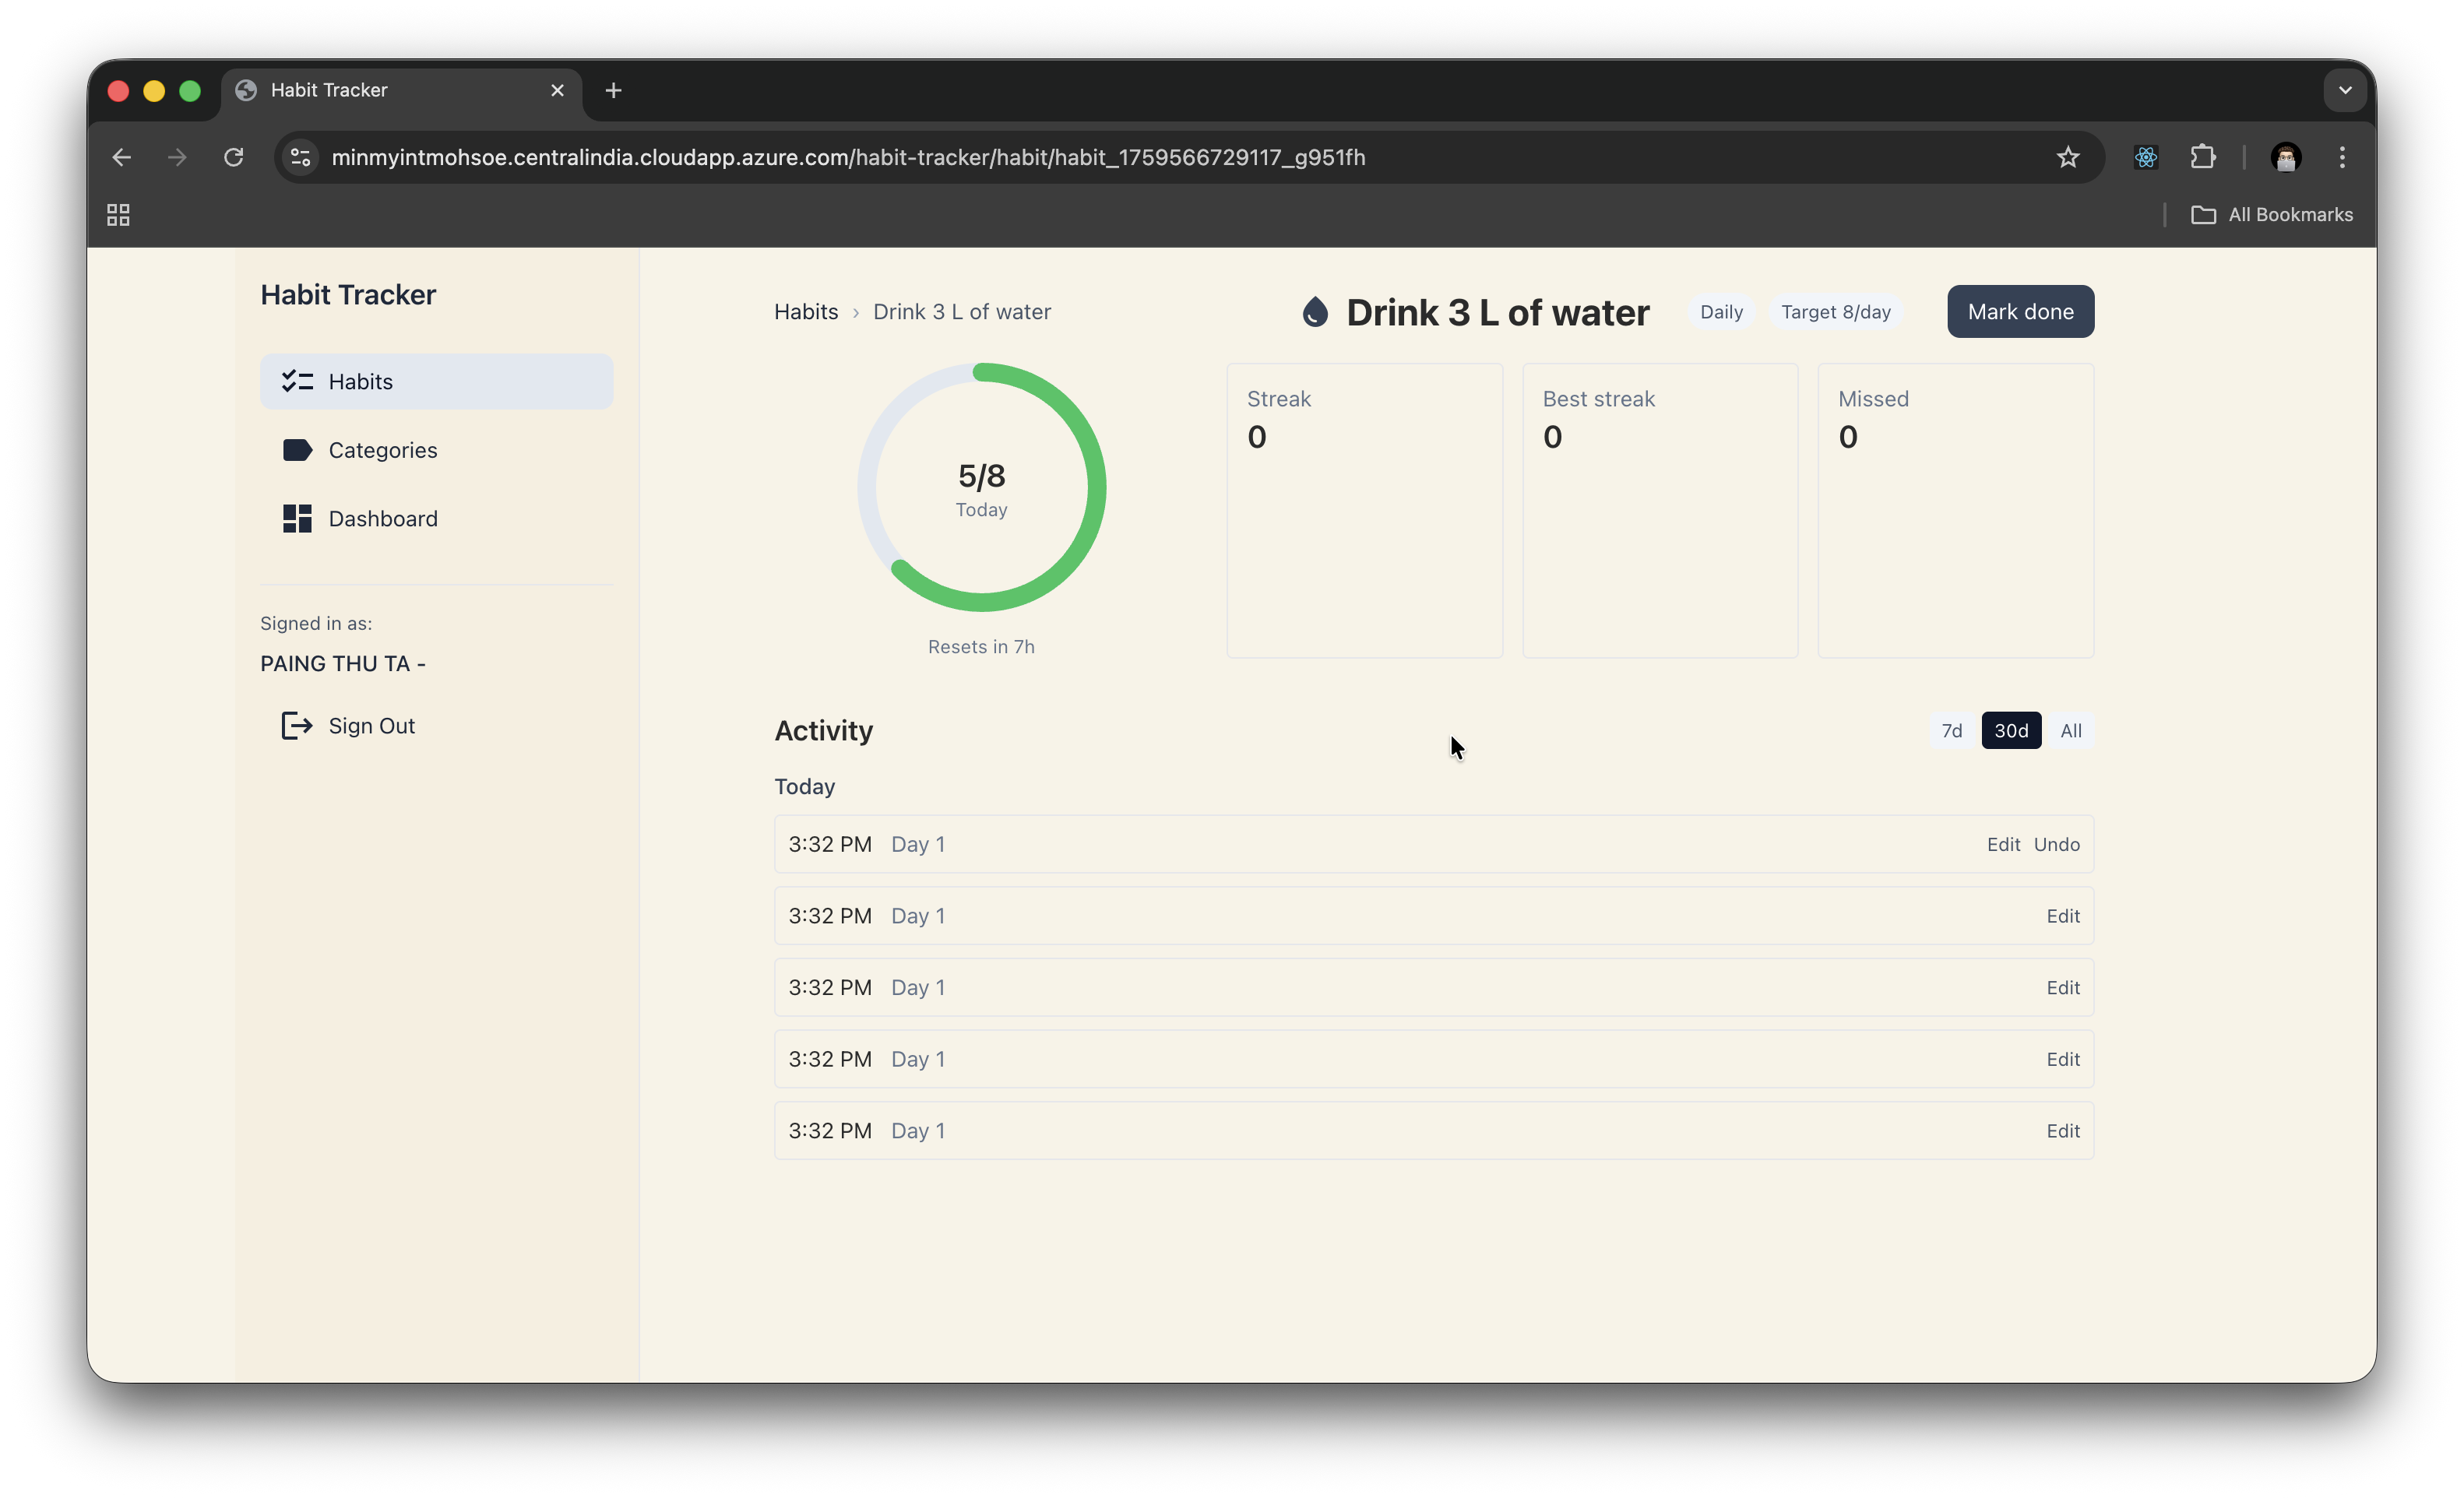 Habit Tracker
minmyintmohsoe.centralindia.cloudapp.azure.com/habit-tracker/habit/habit_1759566729117_g951fh
All Bookmarks
Habit Tracker
Habits
Categories
Dashboard
Signed in as:
PAING THU TA -
Sign Out
Habits › Drink 3 L of water
Drink 3 L of water
Daily
Target 8/day
Mark done
5/8
Today
Resets in 7h
Streak
0
Best streak
0
Missed
0
Activity
7d 30d All
Today
3:32 PM Day 1 Edit Undo
3:32 PM Day 1 Edit
3:32 PM Day 1 Edit
3:32 PM Day 1 Edit
3:32 PM Day 1 Edit